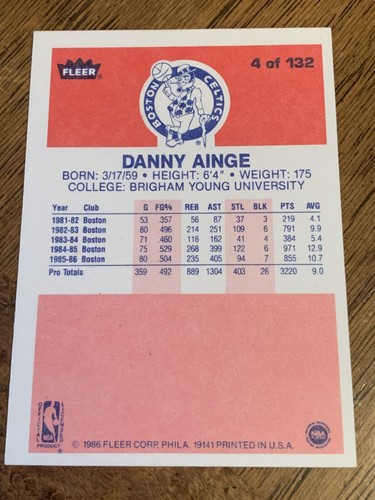 FLEER
4 of 132
BOSTON CELTICS
DANNY AINGE
BORN: 3/17/59 • HEIGHT: 6'4" • WEIGHT: 175
COLLEGE: BRIGHAM YOUNG UNIVERSITY
Year Club G FG% REB AST STL BLK PTS AVG
1981-82 Boston 53 .357 56 87 37 3 219 4.1
1982-83 Boston 80 .496 214 251 109 6 791 9.9
1983-84 Boston 71 .460 116 162 41 4 384 5.4
1984-85 Boston 75 .529 268 399 122 6 971 12.9
1985-86 Boston 80 .504 235 405 94 7 855 10.7
Pro Totals 359 .492 889 1304 403 26 3220 9.0
OFFICIAL LICENSED
NBA
PRODUCT
NBA
© 1986 FLEER CORP. PHILA. 19141 PRINTED IN U.S.A.